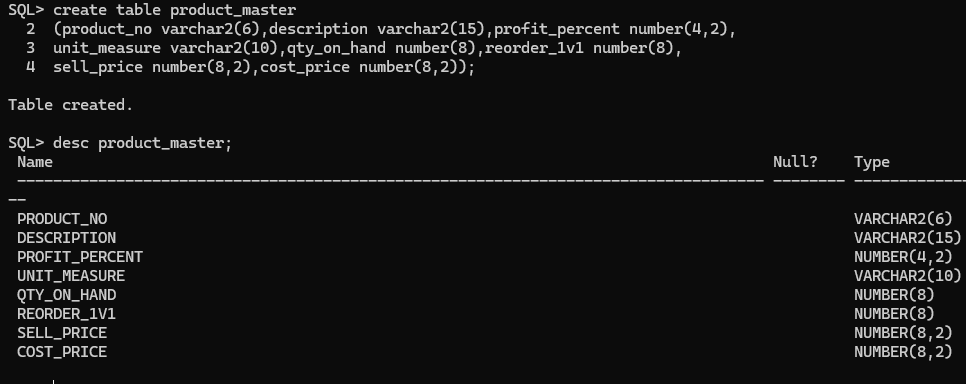 SQL> create table product_master
  2  (product_no varchar2(6),description varchar2(15),profit_percent number(4,2),
  3  unit_measure varchar2(10),qty_on_hand number(8),reorder_1v1 number(8),
  4  sell_price number(8,2),cost_price number(8,2));
Table created.
SQL> desc product_master;
 Name                                                                                Null?    Type
 ----------------------------------------------------------------------------------- -------- -------------
--
 PRODUCT_NO                                                                                   VARCHAR2(6)
 DESCRIPTION                                                                                  VARCHAR2(15)
 PROFIT_PERCENT                                                                               NUMBER(4,2)
 UNIT_MEASURE                                                                                 VARCHAR2(10)
 QTY_ON_HAND                                                                                  NUMBER(8)
 REORDER_1V1                                                                                  NUMBER(8)
 SELL_PRICE                                                                                   NUMBER(8,2)
 COST_PRICE                                                                                   NUMBER(8,2)